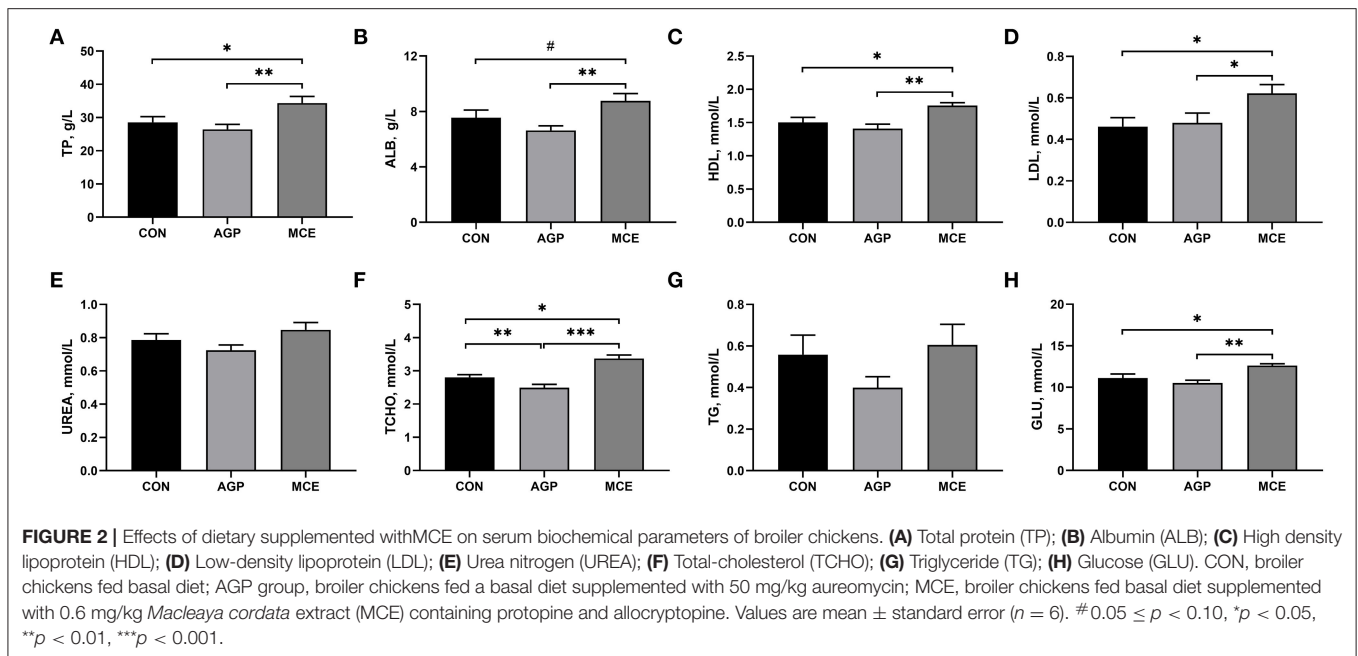 A
B
C
D
50
40
30
20
10
0
TP, g/L
*
**
CON
AGP
MCE
12
9
6
3
0
ALB, g/L
#
**
CON
AGP
MCE
2.5
2.0
1.5
1.0
0.5
0.0
HDL, mmol/L
*
**
CON
AGP
MCE
0.8
0.6
0.4
0.2
0.0
LDL, mmol/L
*
*
CON
AGP
MCE
E
F
G
H
1.0
0.8
0.6
0.4
0.2
0.0
UREA, mmol/L
CON
AGP
MCE
5
4
3
2
1
0
TCHO, mmol/L
*
**
***
CON
AGP
MCE
0.8
0.6
0.4
0.2
0.0
TG, mmol/L
CON
AGP
MCE
20
15
10
5
0
GLU, mmol/L
*
**
CON
AGP
MCE
FIGURE 2 | Effects of dietary supplemented withMCE on serum biochemical parameters of broiler chickens. (A) Total protein (TP); (B) Albumin (ALB); (C) High density
lipoprotein (HDL); (D) Low-density lipoprotein (LDL); (E) Urea nitrogen (UREA); (F) Total-cholesterol (TCHO); (G) Triglyceride (TG); (H) Glucose (GLU). CON, broiler
chickens fed basal diet; AGP group, broiler chickens fed a basal diet supplemented with 50 mg/kg aureomycin; MCE, broiler chickens fed basal diet supplemented
with 0.6 mg/kg Macleaya cordata extract (MCE) containing protopine and allocryptopine. Values are mean ± standard error (n = 6). #0.05 ≤ p < 0.10, *p < 0.05,
**p < 0.01, ***p < 0.001.